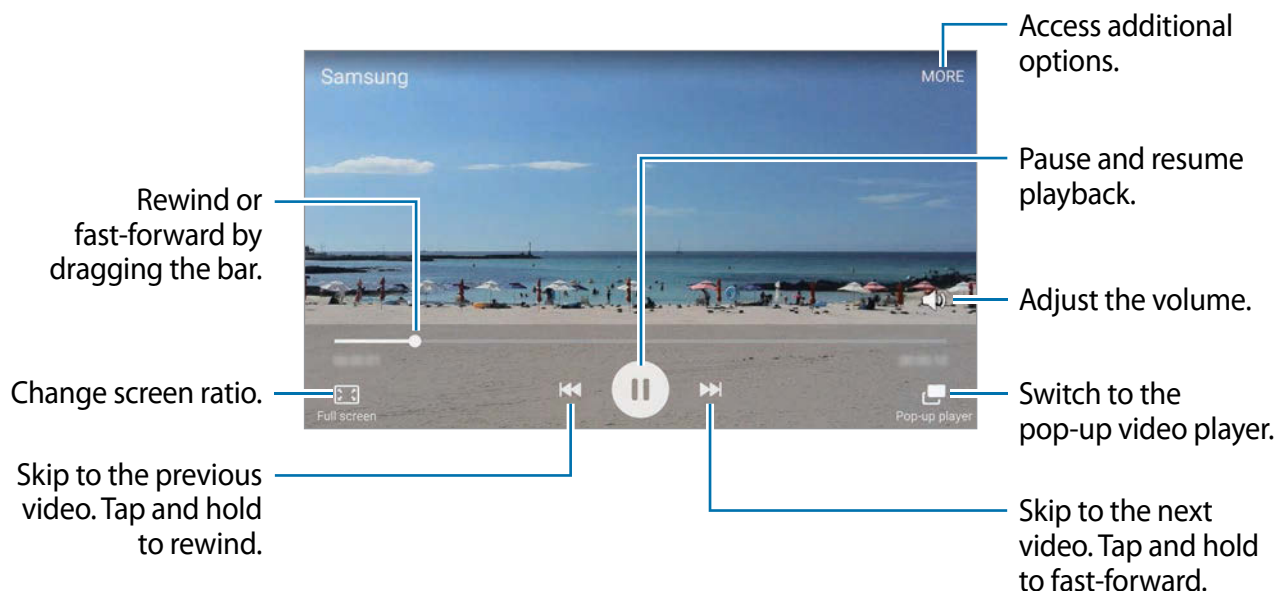 Access additional
options.
Samsung
MORE
Pause and resume
playback.
Rewind or
fast-forward by
dragging the bar.
Adjust the volume.
Change screen ratio.
Full screen
Pop-up player
Switch to the
pop-up video player.
Skip to the previous
video. Tap and hold
to rewind.
Skip to the next
video. Tap and hold
to fast-forward.